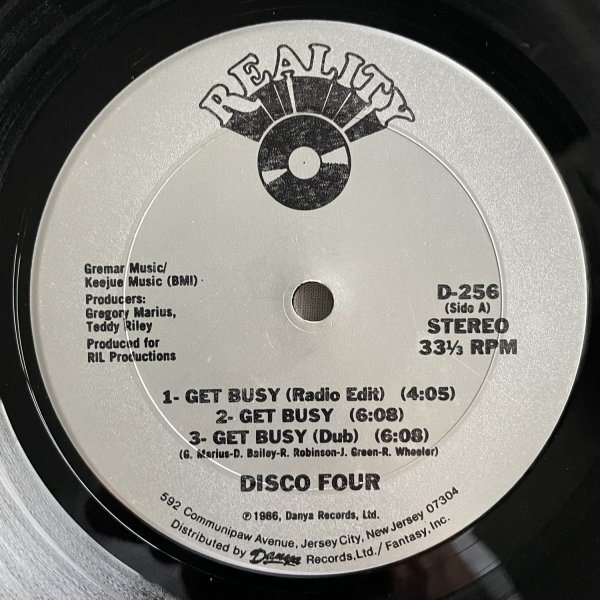 REALITY
Gremar Music/
Keejue Music (BMI)
Producers:
Gregory Marius,
Teddy Riley
Produced for
RIL Productions
D-256
(Side A)
STEREO
33⅓ RPM
1- GET BUSY (Radio Edit) (4:05)
2- GET BUSY (6:08)
3- GET BUSY (Dub) (6:08)
(G. Marius-D. Bailey-R. Robinson-J. Green-R. Wheeler)
DISCO FOUR
℗ 1986, Danya Records, Ltd.
592 Communipaw Avenue, Jersey City, New Jersey 07304
Distributed by Danya Records, Ltd./ Fantasy, Inc.